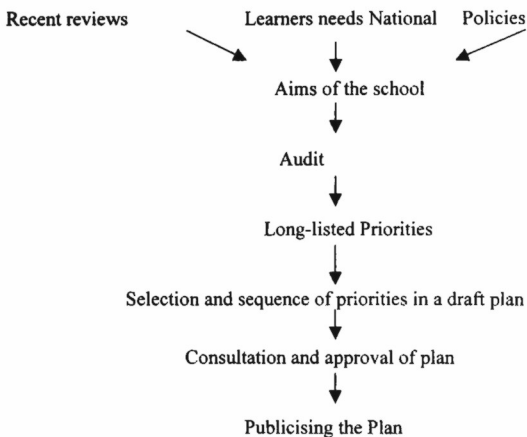 Recent reviews Learners needs National Policies
Aims of the school
Audit
Long-listed Priorities
Selection and sequence of priorities in a draft plan
Consultation and approval of plan
Publicising the Plan